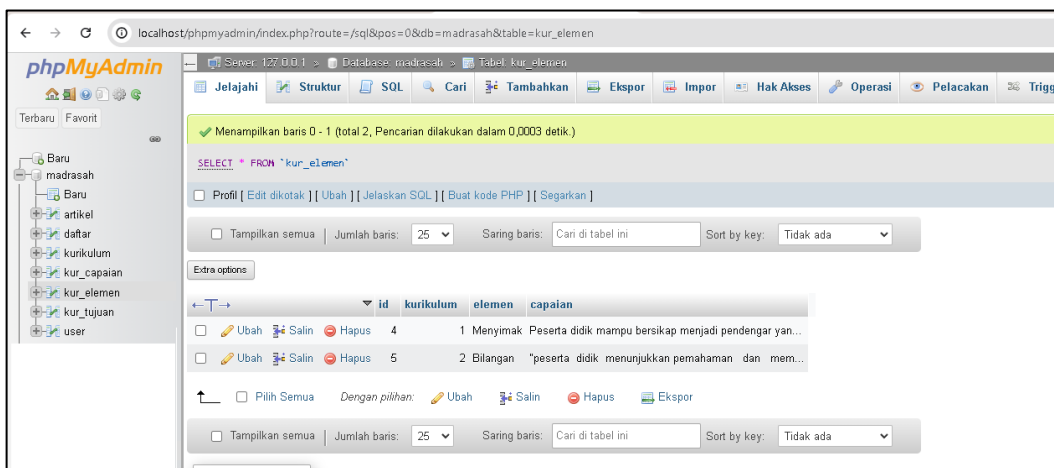 localhost/phpmyadmin/index.php?route=/sql&pos=0&db=madrasah&table=kur_elemen
phpMyAdmin
Terbaru Favorit
Baru
madrasah
Baru
artikel
daftar
kurikulum
kur_capaian
kur_elemen
kur_tujuan
user
Server: 127.0.0.1 » Database: madrasah » Tabel: kur_elemen
Jelajahi Struktur SQL Cari Tambahkan Ekspor Impor Hak Akses Operasi Pelacakan Trigg
Menampilkan baris 0 - 1 (total 2, Pencarian dilakukan dalam 0,0003 detik.)
SELECT * FROM `kur_elemen`
Profil [ Edit dikotak ] [ Ubah ] [ Jelaskan SQL ] [ Buat kode PHP ] [ Segarkan ]
Tampilkan semua | Jumlah baris: 25 Saring baris: Cari di tabel ini Sort by key: Tidak ada
Extra options
←T→ id kurikulum elemen capaian
Ubah Salin Hapus 4 1 Menyimak Peserta didik mampu bersikap menjadi pendengar yan...
Ubah Salin Hapus 5 2 Bilangan "peserta didik menunjukkan pemahaman dan mem...
Pilih Semua Dengan pilihan: Ubah Salin Hapus Ekspor
Tampilkan semua | Jumlah baris: 25 Saring baris: Cari di tabel ini Sort by key: Tidak ada